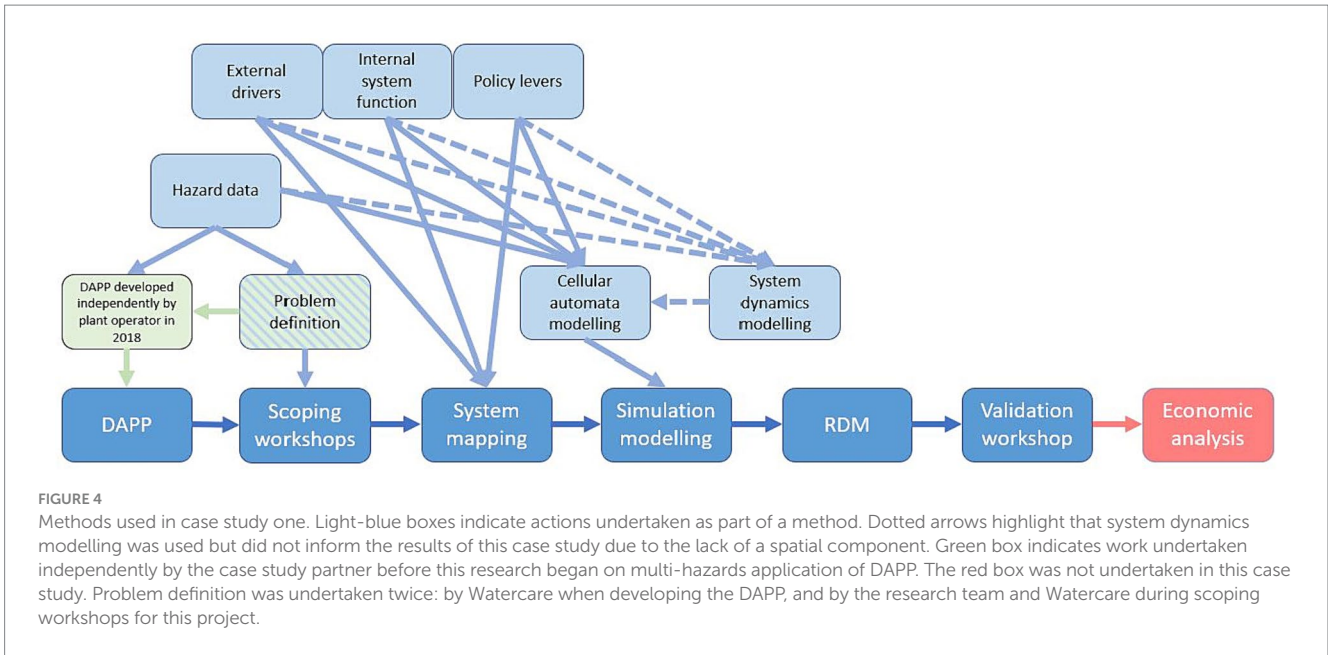 External
drivers
Internal
system
function
Policy levers
Hazard data
DAPP developed
independently by
plant operator in
2018
Problem
definition
Cellular
automata
modelling
System
dynamics
modelling
DAPP
Scoping
workshops
System
mapping
Simulation
modelling
RDM
Validation
workshop
Economic
analysis
FIGURE 4
Methods used in case study one. Light-blue boxes indicate actions undertaken as part of a method. Dotted arrows highlight that system dynamics
modelling was used but did not inform the results of this case study due to the lack of a spatial component. Green box indicates work undertaken
independently by the case study partner before this research began on multi-hazards application of DAPP. The red box was not undertaken in this case
study. Problem definition was undertaken twice: by Watercare when developing the DAPP, and by the research team and Watercare during scoping
workshops for this project.